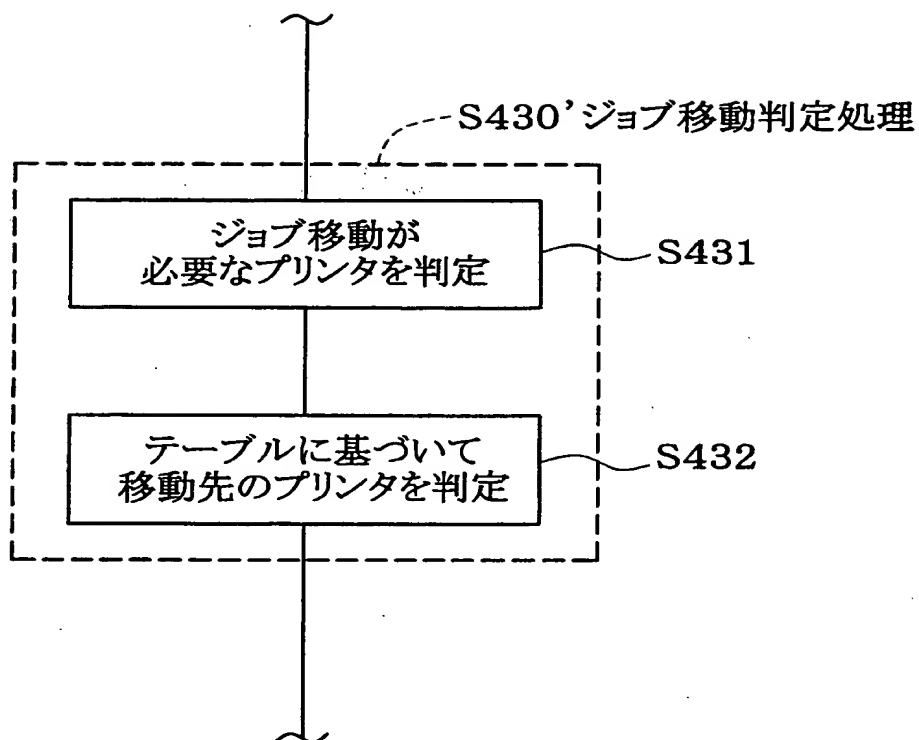 S430’ジョブ移動判定処理
ジョブ移動が
必要なプリンタを判定
S431
テーブルに基づいて
移動先のプリンタを判定
S432